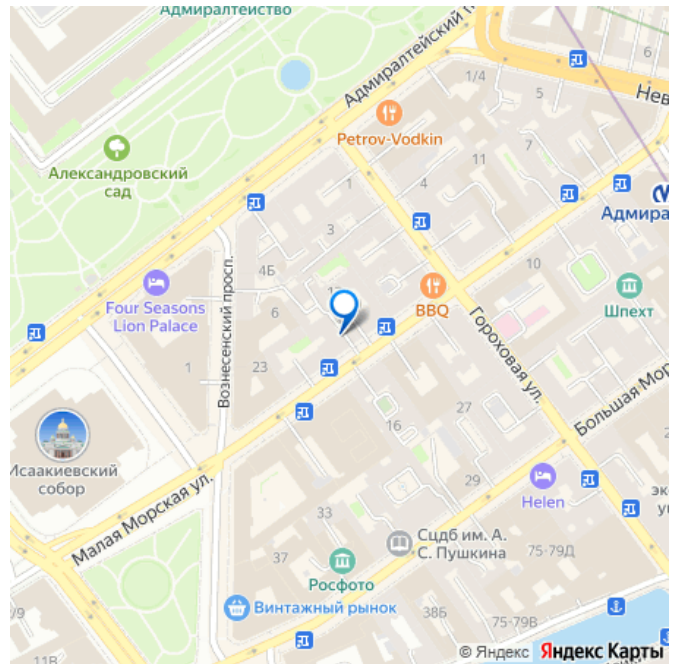 Адмиралтейство
Адмиралтейский
1/4
6
5
Нев
Petrov-Vodkin
Александровский
сад
11
7
1
4
Адмира
3
4Б
10
Four Seasons
Lion Palace
Вознесенский просп.
6
BBQ
Шпехт
Гороховая ул.
1
23
Большая Мор
27
16
Исаакиевский
собор
Малая Морская ул.
29
Helen
33
Сцдб им. А.
С. Пушкина
75-79Д
37
Росфото
Винтажный рынок
38Б
75-79В
/9
11В
© Яндекс Яндекс Карты